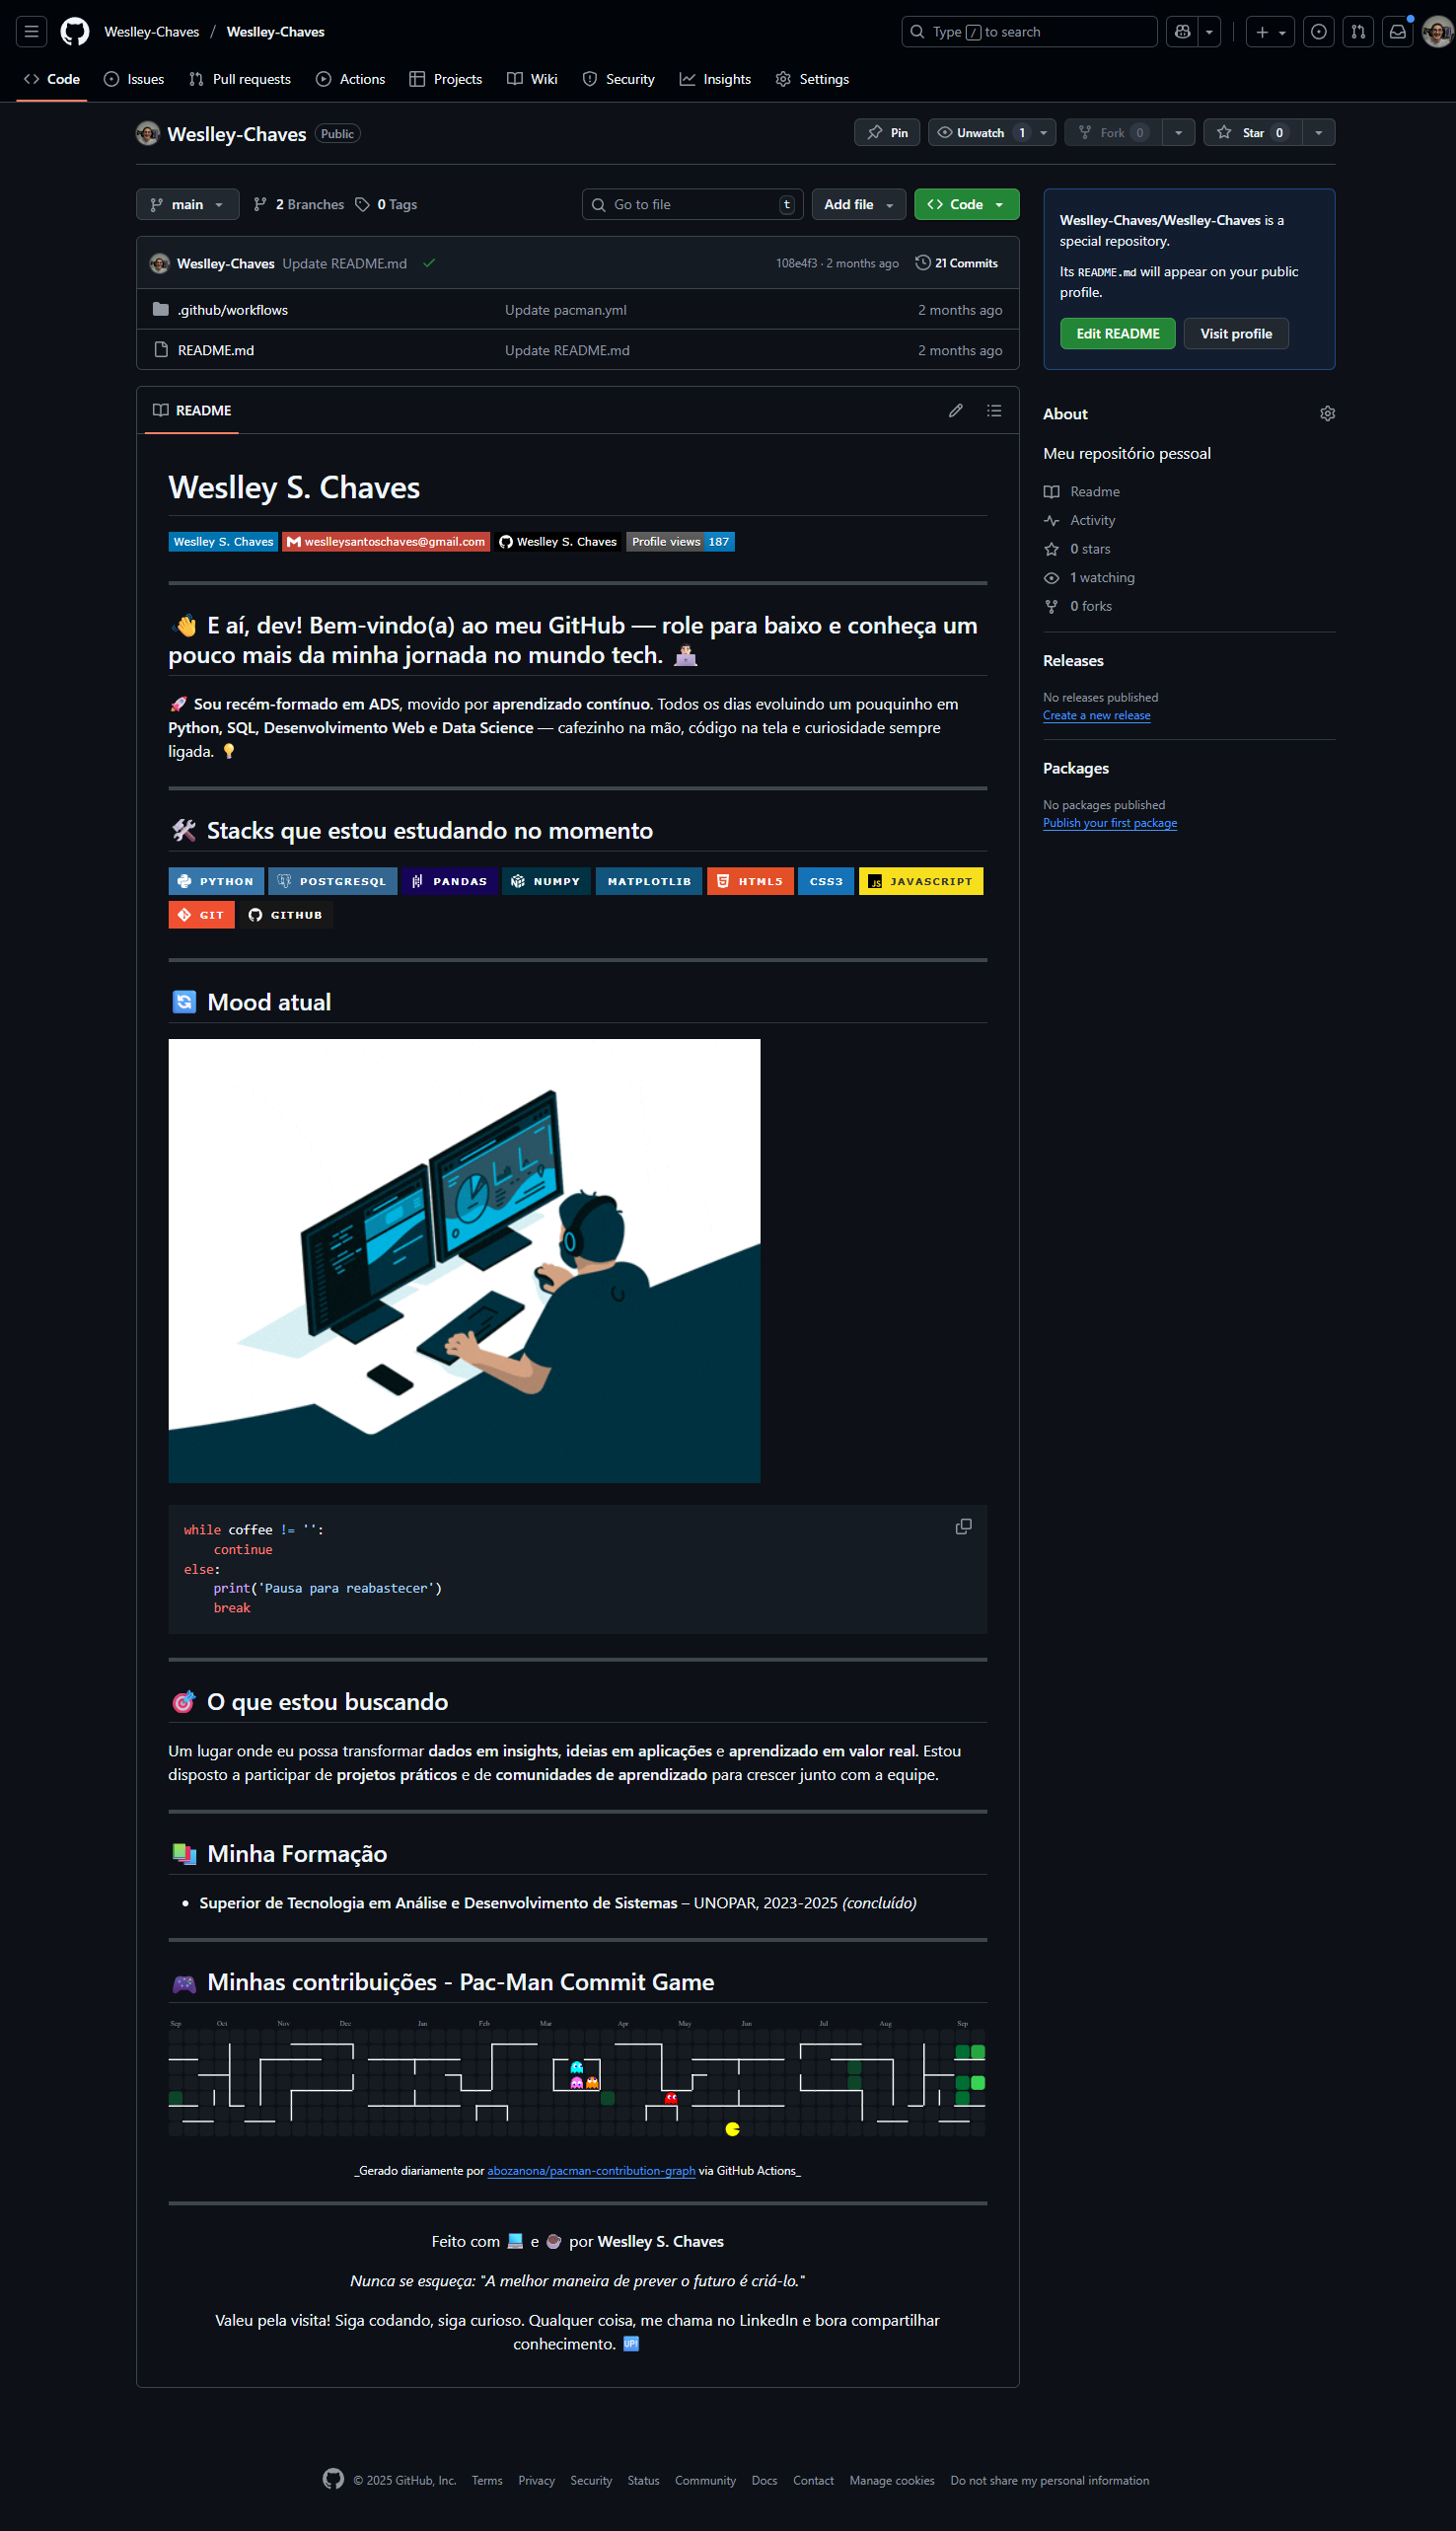 Weslley-Chaves / Weslley-Chaves
Type / to search
Code Issues Pull requests Actions Projects Wiki Security Insights Settings
Weslley-Chaves Public
Pin Unwatch 1 Fork 0 Star 0
main 2 Branches 0 Tags
Go to file t Add file Code
Weslley-Chaves Update README.md 108e4f3 · 2 months ago 21 Commits
.github/workflows Update pacman.yml 2 months ago
README.md Update README.md 2 months ago
README
Weslley S. Chaves
Weslley S. Chaves weslleysantoschaves@gmail.com Weslley S. Chaves Profile views 187
👋 E aí, dev! Bem-vindo(a) ao meu GitHub — role para baixo e conheça um
pouco mais da minha jornada no mundo tech. 👨🏻‍💻
🚀 Sou recém-formado em ADS, movido por aprendizado contínuo. Todos os dias evoluindo um pouquinho em
Python, SQL, Desenvolvimento Web e Data Science — cafezinho na mão, código na tela e curiosidade sempre
ligada. 💡
🛠️ Stacks que estou estudando no momento
PYTHON POSTGRESQL PANDAS NUMPY MATPLOTLIB HTML5 CSS3 JS JAVASCRIPT
GIT GITHUB
🔄 Mood atual
while coffee != '':
    continue
else:
    print('Pausa para reabastecer')
    break
🎯 O que estou buscando
Um lugar onde eu possa transformar dados em insights, ideias em aplicações e aprendizado em valor real. Estou
disposto a participar de projetos práticos e de comunidades de aprendizado para crescer junto com a equipe.
📚 Minha Formação
• Superior de Tecnologia em Análise e Desenvolvimento de Sistemas – UNOPAR, 2023-2025 (concluído)
🎮 Minhas contribuições - Pac-Man Commit Game
Sep Oct Nov Dec Jan Feb Mar Apr May Jun Jul Aug Sep
_Gerado diariamente por abozanona/pacman-contribution-graph via GitHub Actions_
Feito com 💻 e ☕ por Weslley S. Chaves
Nunca se esqueça: "A melhor maneira de prever o futuro é criá-lo."
Valeu pela visita! Siga codando, siga curioso. Qualquer coisa, me chama no LinkedIn e bora compartilhar
conhecimento. 🆙
Weslley-Chaves/Weslley-Chaves is a
special repository.
Its README.md will appear on your public
profile.
Edit README Visit profile
About
Meu repositório pessoal
Readme
Activity
0 stars
1 watching
0 forks
Releases
No releases published
Create a new release
Packages
No packages published
Publish your first package
© 2025 GitHub, Inc. Terms Privacy Security Status Community Docs Contact Manage cookies Do not share my personal information